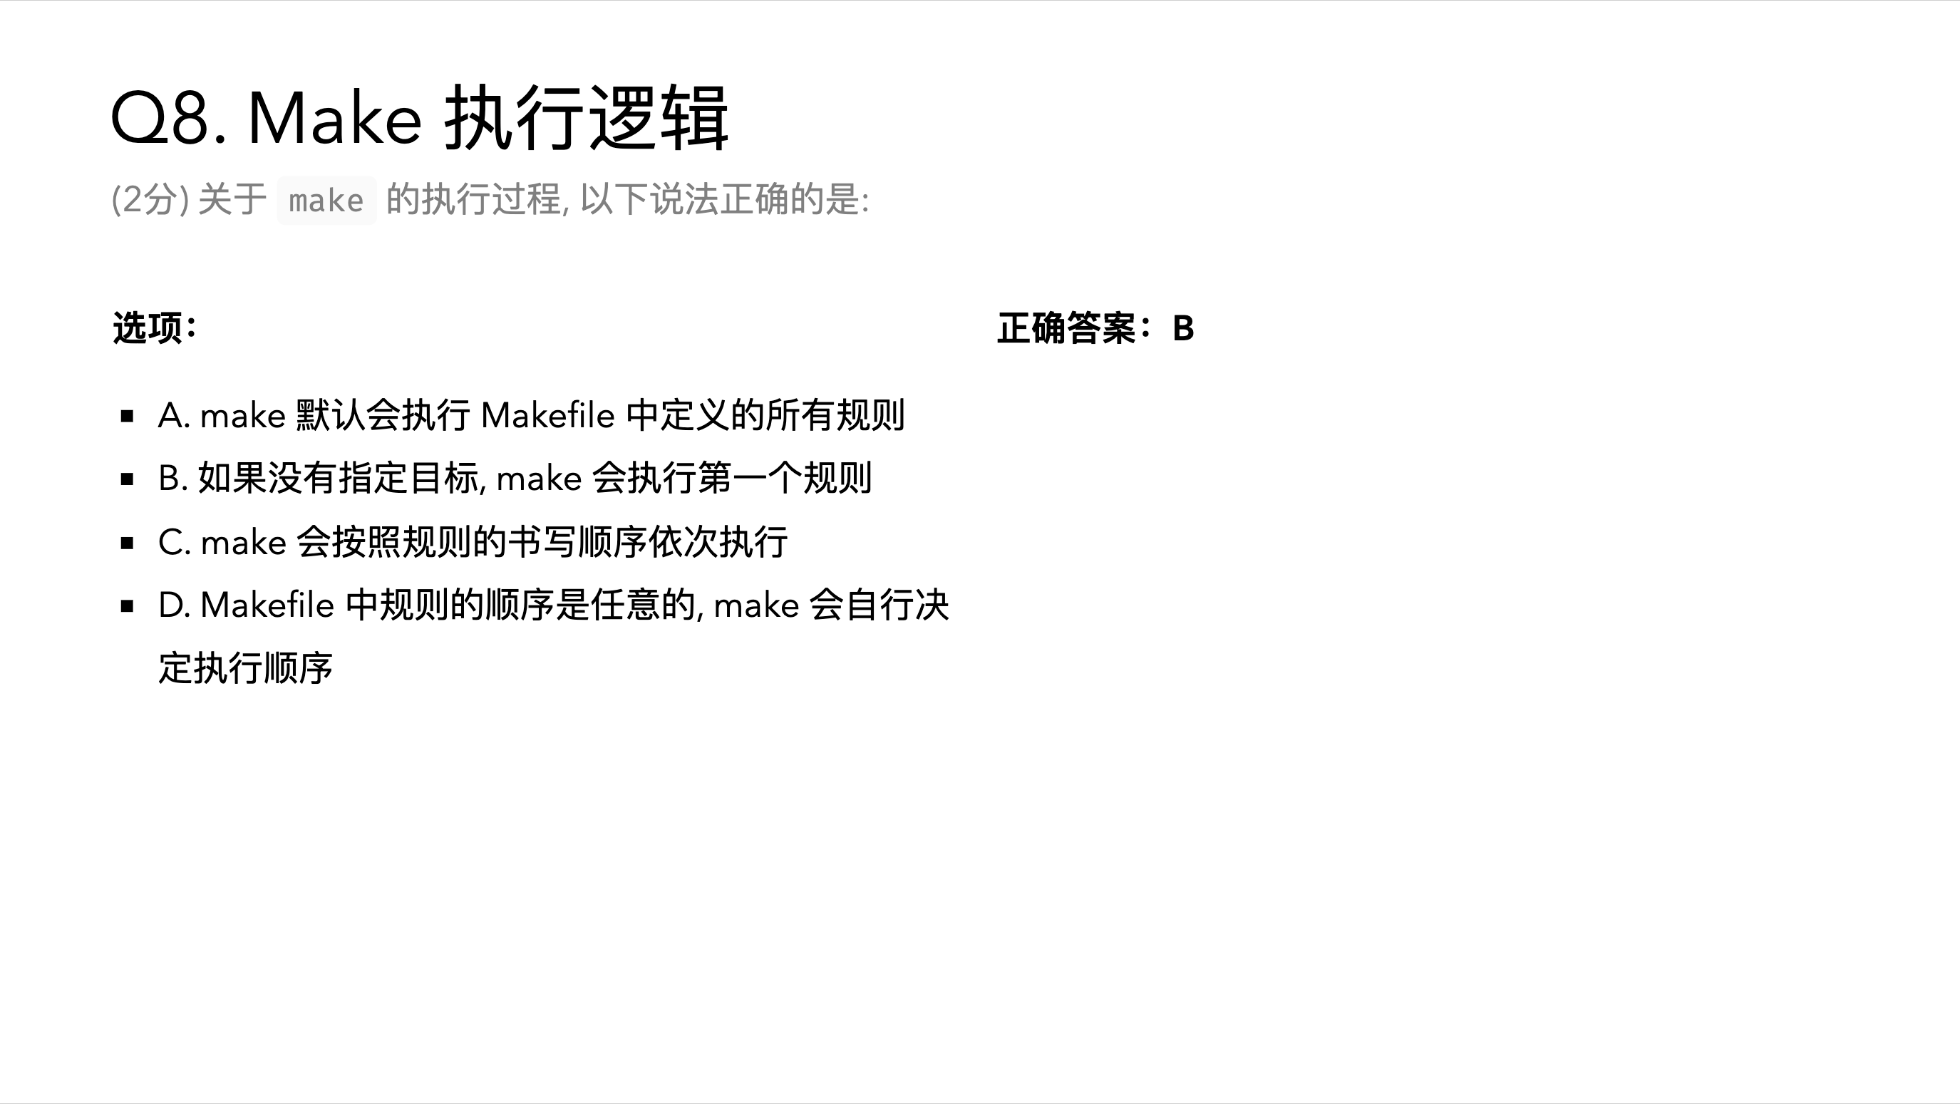 Q8. Make 执行逻辑
(2分) 关于 make 的执行过程, 以下说法正确的是:
选项：
A. make 默认会执行 Makefile 中定义的所有规则
B. 如果没有指定目标, make 会执行第一个规则
C. make 会按照规则的书写顺序依次执行
D. Makefile 中规则的顺序是任意的, make 会自行决
定执行顺序
正确答案：B